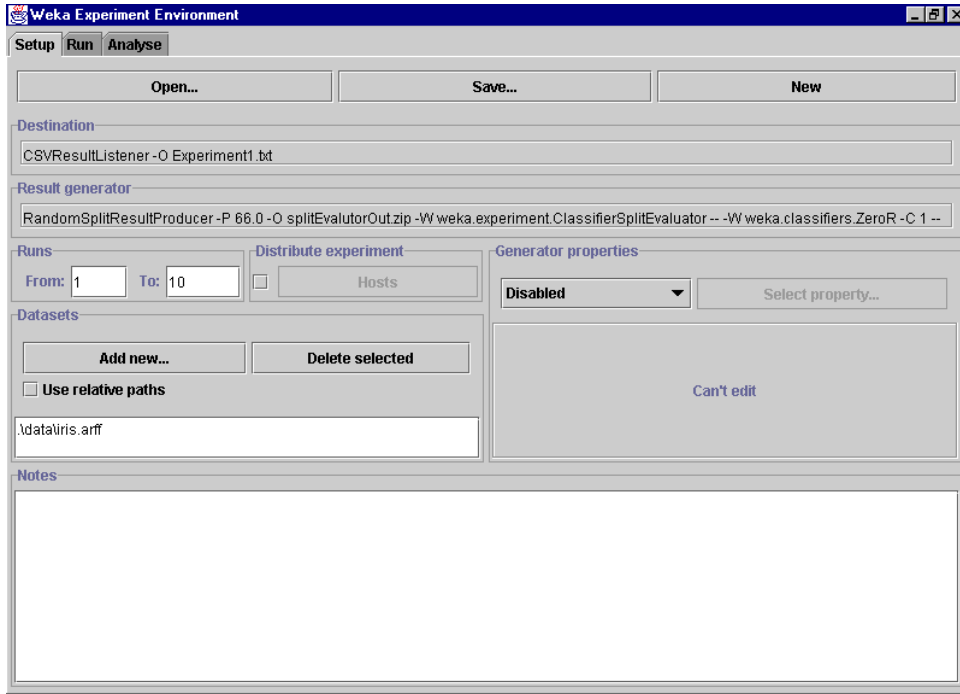 Weka Experiment Environment
Setup Run Analyse
Open... Save... New
Destination
CSVResultListener -O Experiment1.txt
Result generator
RandomSplitResultProducer -P 66.0 -O splitEvalutorOut.zip -W weka.experiment.ClassifierSplitEvaluator -- -W weka.classifiers.ZeroR -C 1 --
Runs Distribute experiment Generator properties
From: 1 To: 10 Hosts
Disabled Select property...
Datasets
Add new... Delete selected
Use relative paths
Can't edit
.\data\iris.arff
Notes